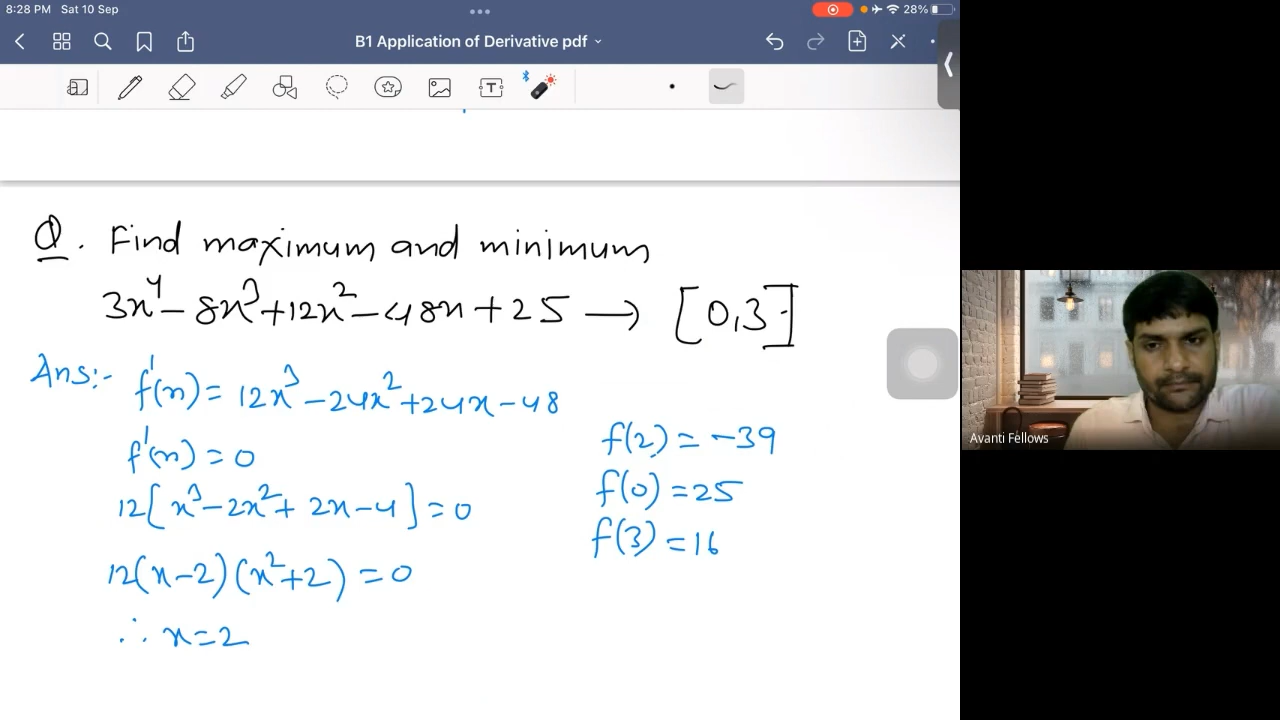 8:28 PM Sat 10 Sep
28%
B1 Application of Derivative pdf
T
Q. Find maximum and minimum
3x⁴ - 8x³ + 12x² - 48x + 25 → [0,3]
Ans:- f'(x) = 12x³ - 24x² + 24x - 48
f'(x) = 0
12[x³ - 2x² + 2x - 4] = 0
12(x-2)(x²+2) = 0
∴ x = 2
f(2) = -39
f(0) = 25
f(3) = 16
Avanti Fellows